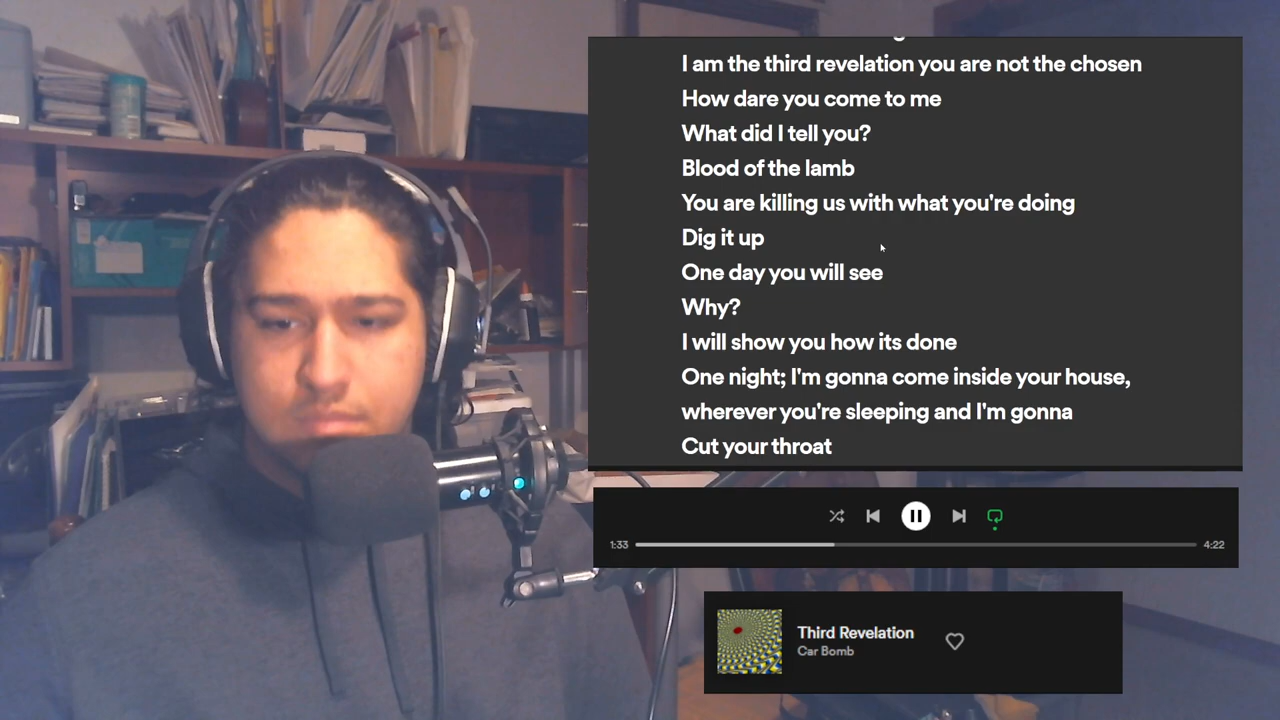 I am the third revelation you are not the chosen
How dare you come to me
What did I tell you?
Blood of the lamb
You are killing us with what you're doing
Dig it up
One day you will see
Why?
I will show you how its done
One night; I'm gonna come inside your house,
wherever you're sleeping and I'm gonna
Cut your throat
1:33
4:22
Third Revelation
Car Bomb